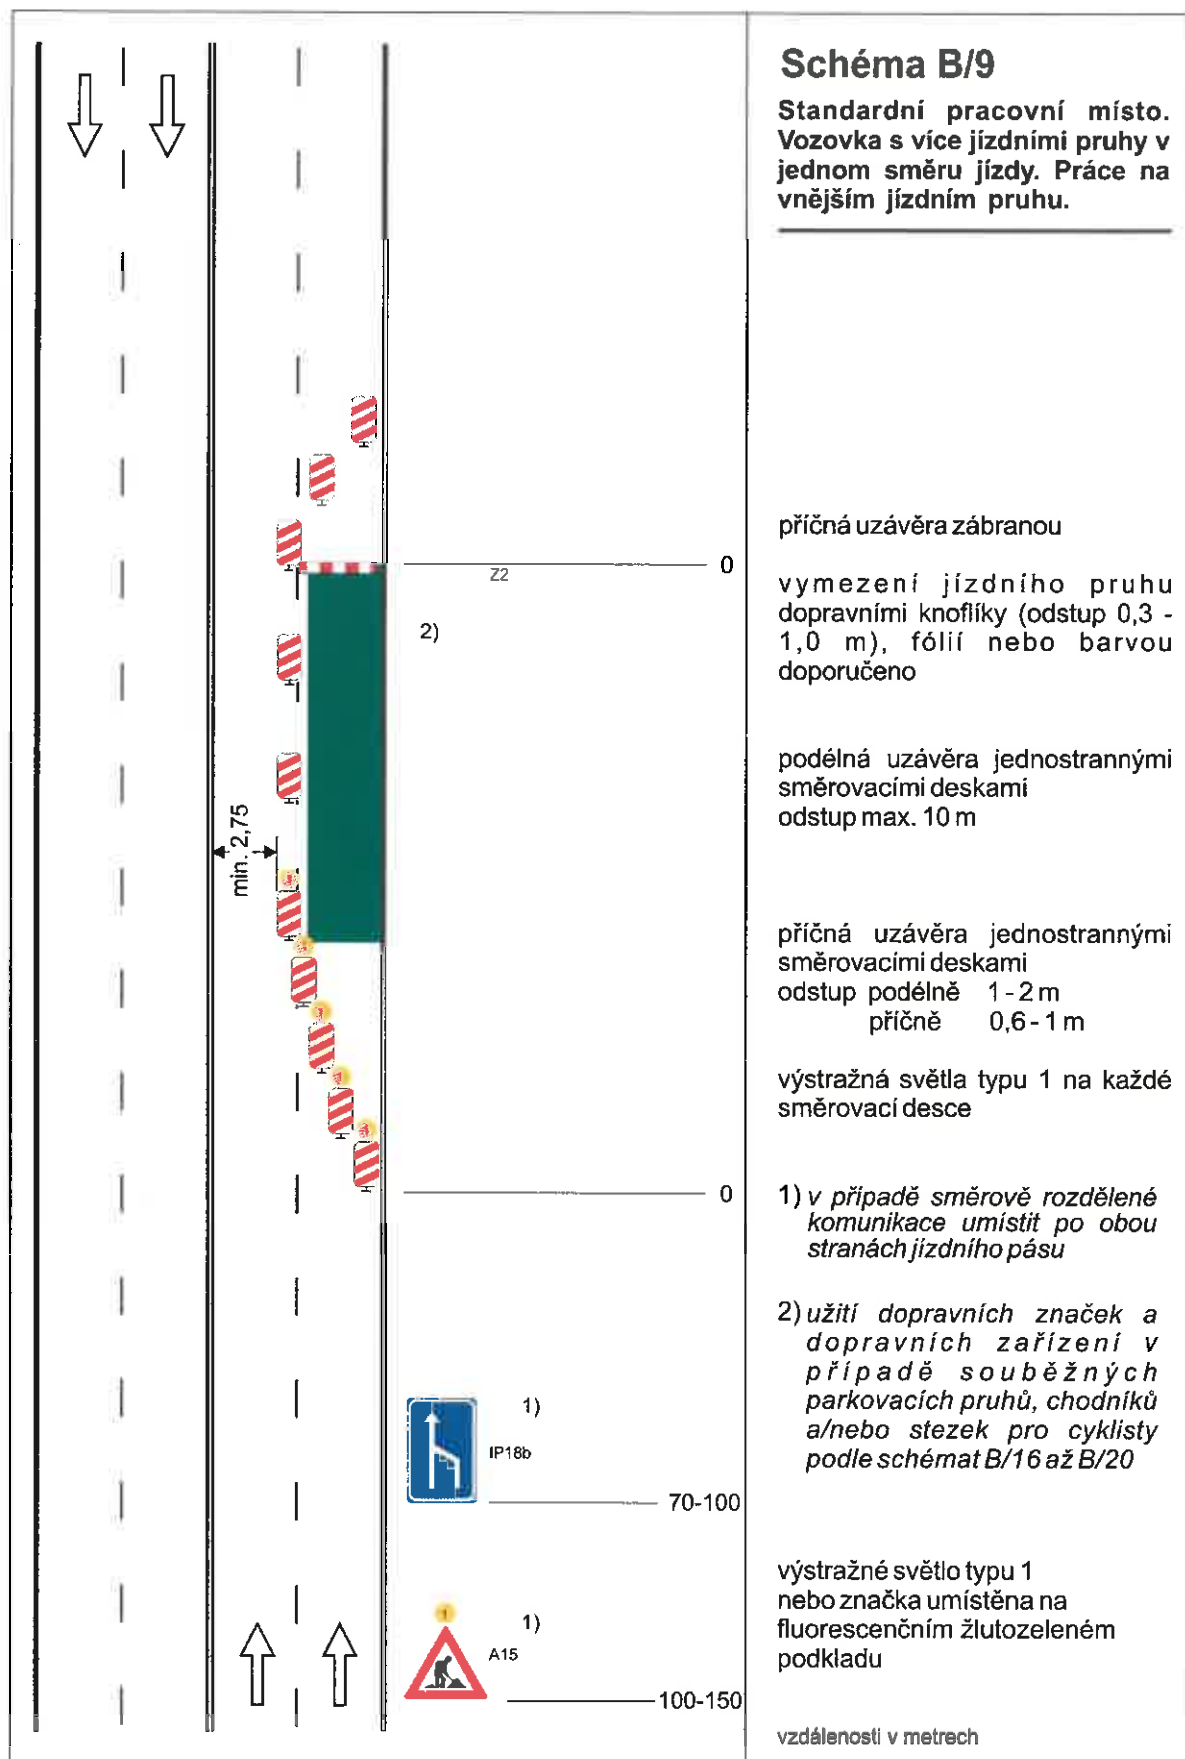 Schéma B/9
Standardní pracovní místo.
Vozovka s více jízdními pruhy v
jednom směru jízdy. Práce na
vnějším jízdním pruhu.
příčná uzávěra zábranou
Z2
0
vymezení jízdního pruhu
dopravními knoflíky (odstup 0,3 -
1,0 m), fólií nebo barvou
doporučeno
2)
podélná uzávěra jednostrannými
směrovacími deskami
odstup max. 10 m
min. 2,75
příčná uzávěra jednostrannými
směrovacími deskami
odstup podélně 1 - 2 m
příčně 0,6 - 1 m
výstražná světla typu 1 na každé
směrovací desce
0
1) v případě směrově rozdělené
komunikace umístit po obou
stranách jízdního pásu
2) užití dopravních značek a
dopravních zařízení v
případě souběžných
parkovacích pruhů, chodníků
a/nebo stezek pro cyklisty
podle schémat B/16 až B/20
1)
IP18b
70-100
výstražné světlo typu 1
nebo značka umístěna na
fluorescenčním žlutozeleném
podkladu
1
1)
A15
100-150
vzdálenosti v metrech